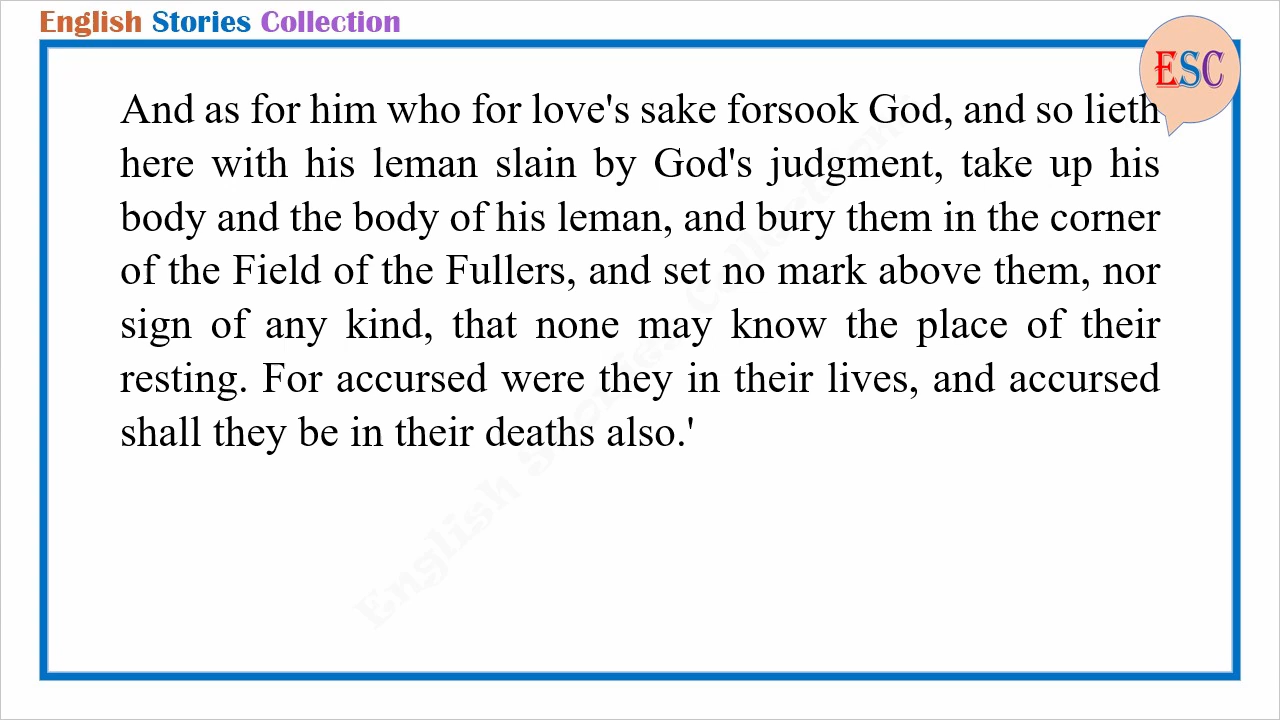 English Stories Collection
ESC
And as for him who for love's sake forsook God, and so lieth
here with his leman slain by God's judgment, take up his
body and the body of his leman, and bury them in the corner
of the Field of the Fullers, and set no mark above them, nor
sign of any kind, that none may know the place of their
resting. For accursed were they in their lives, and accursed
shall they be in their deaths also.'
English Stories Collection